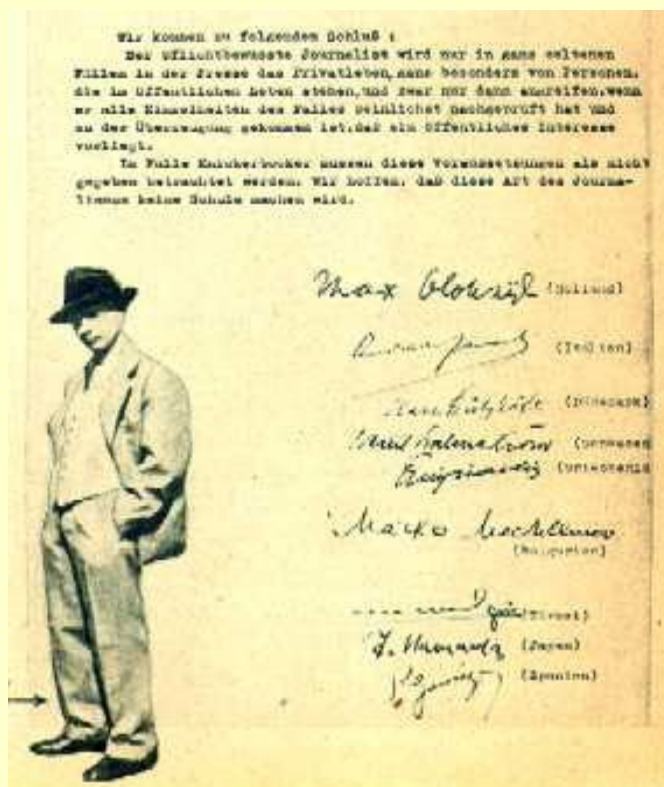 Wir kommen zu folgendem Schluß :
Der pflichtbewusste Journalist wird nur in ganz seltenen
Fällen in der Presse das Privatleben, ganz besonders von Personen,
die im öffentlichen Leben stehen, und zwar nur dann angreifen, wenn
er alle Einzelheiten des Falles peinlichst nachgeprüft hat und
zu der Überzeugung gekommen ist, daß ein öffentliches Interesse
vorliegt.
Im Falle Knickerbocker müssen diese Voraussetzungen als nicht
gegeben betrachtet werden. Wir hoffen, daß diese Art des Journa-
lismus keine Schule machen wird.
Max Blokzijl (Holland)
(Italien)
(Dänemark)
(Norwegen
(Griechenla
Marko
(Bulgarien)
(Japan)
(Spanien)